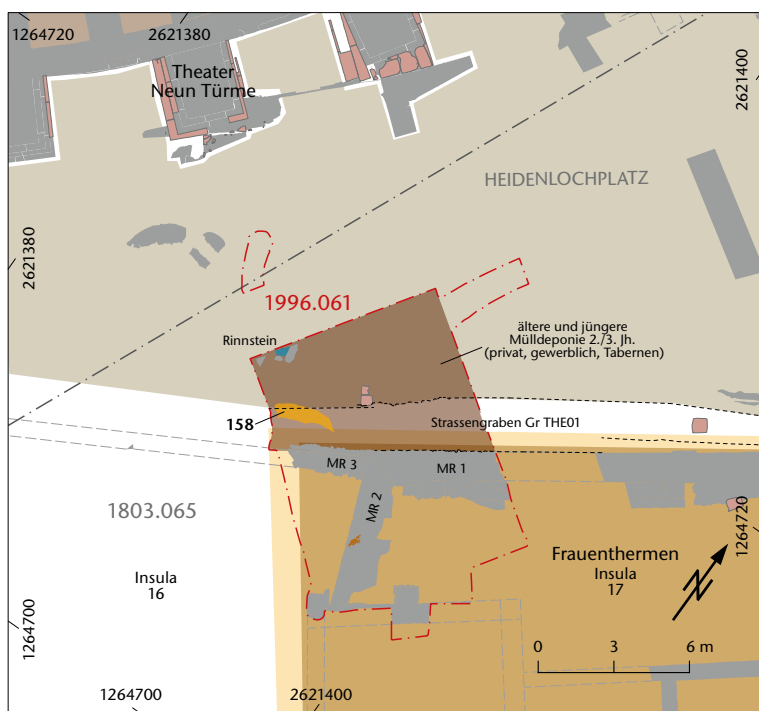 1264720
2621380
2621400
Theater
Neun Türme
HEIDENLOCHPLATZ
2621380
1996.061
Rinnstein
ältere und jüngere
Mülldeponie 2./3. Jh.
(privat, gewerblich, Tabernen)
158
Strassengraben Gr THE01
MR 3
MR 1
MR 2
1803.065
1264720
Frauenthermen
Insula
17
Insula
16
N
1264700
0 3 6 m
1264700
2621400